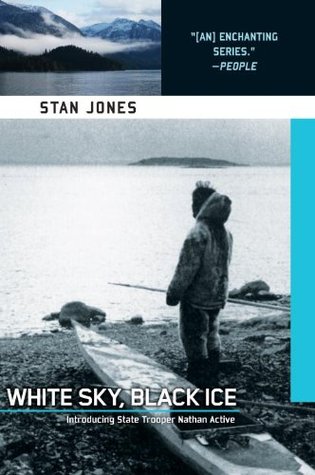 "[AN] ENCHANTING
SERIES."
—PEOPLE
STAN JONES
WHITE SKY, BLACK ICE
Introducing State Trooper Nathan Active